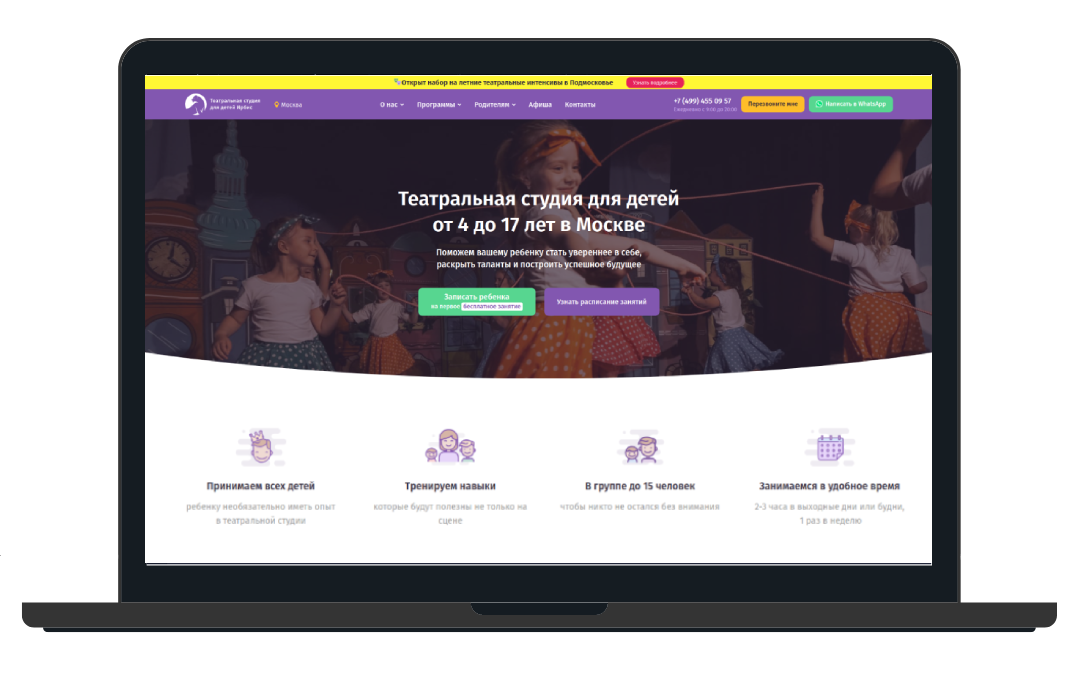 Открыт набор на летние театральные интенсивы в Подмосковье
Узнать подробнее
Театральная студия
для детей Ирбис
Москва
О нас
Программы
Родителям
Афиша
Контакты
+7 (499) 455 09 57
Ежедневно с 9:00 до 20:00
Перезвоните мне
Написать в WhatsApp
Театральная студия для детей
от 4 до 17 лет в Москве
Поможем вашему ребенку стать увереннее в себе,
раскрыть таланты и построить успешное будущее
Записать ребенка
на первое бесплатное занятие
Узнать расписание занятий
Принимаем всех детей
ребенку необязательно иметь опыт
в театральной студии
Тренируем навыки
которые будут полезны не только на
сцене
В группе до 15 человек
чтобы никто не остался без внимания
Занимаемся в удобное время
2-3 часа в выходные дни или будни,
1 раз в неделю